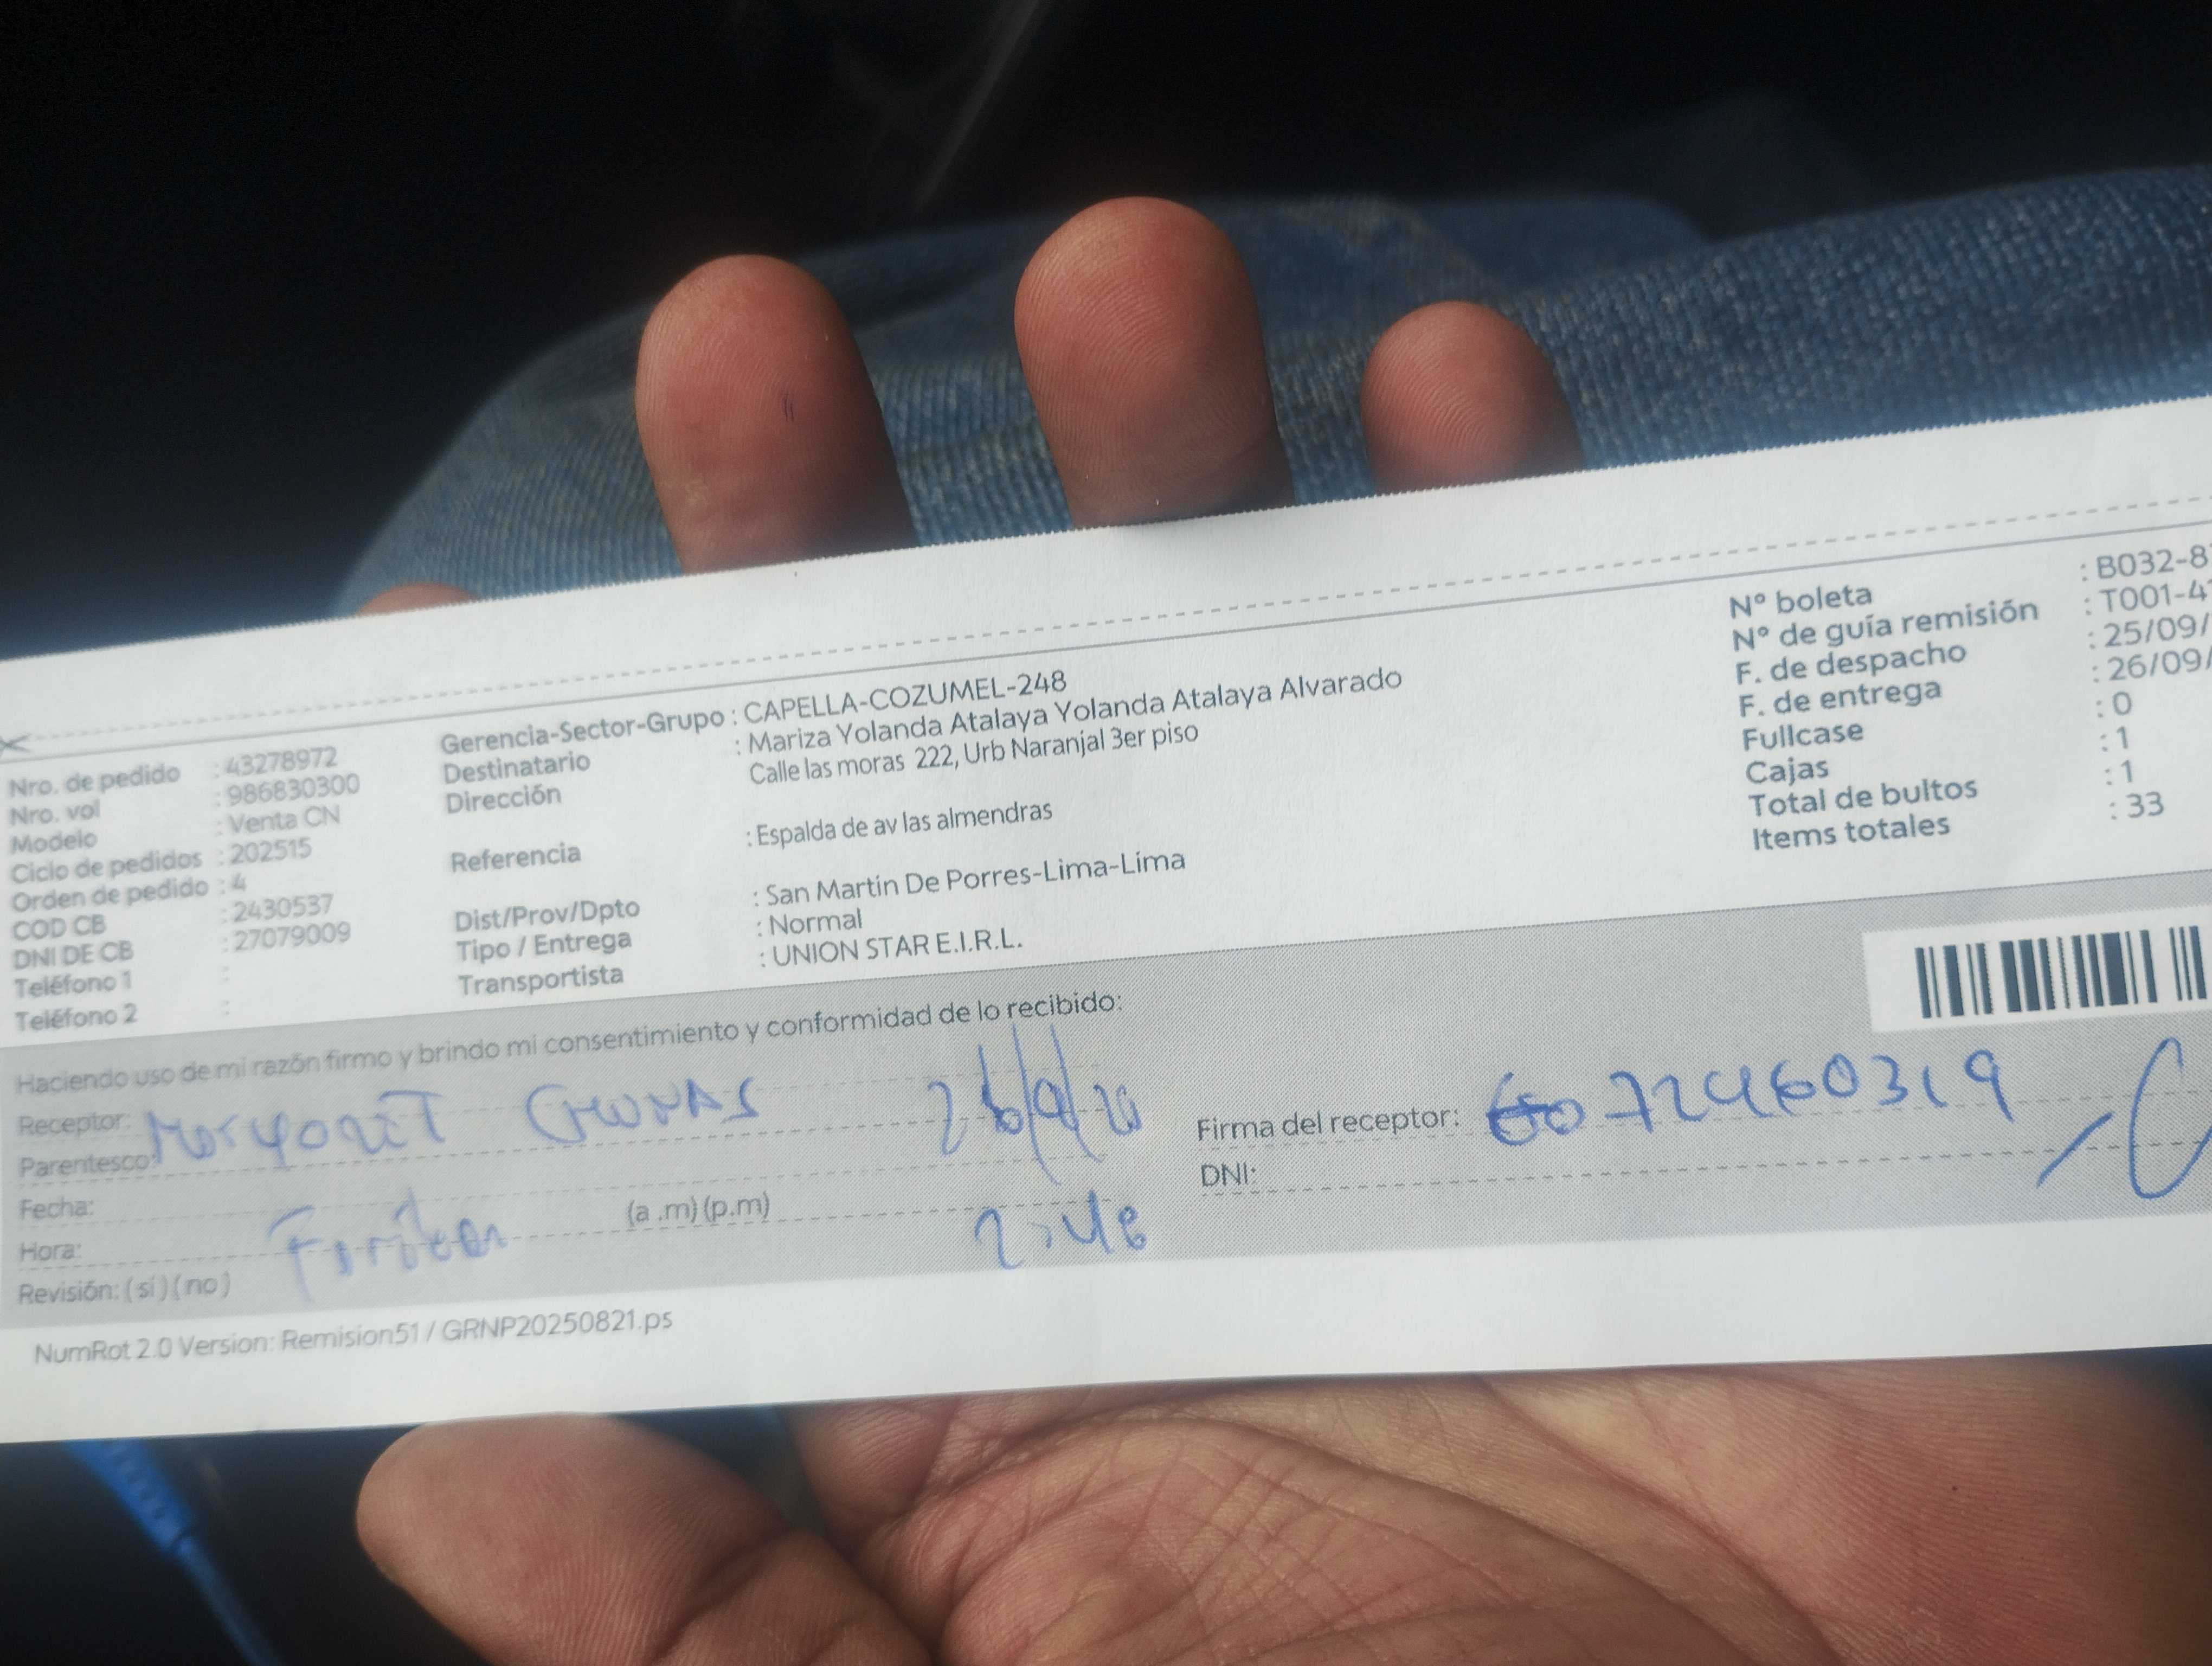 Nro. de pedido : 43278972
Nro. vol : 986830300
Modelo : Venta CN
Ciclo de pedidos : 202515
Orden de pedido : 4
COD CB : 2430537
DNI DE CB : 27079009
Teléfono 1 :
Teléfono 2 :
Gerencia-Sector-Grupo : CAPELLA-COZUMEL-248
Destinatario : Mariza Yolanda Atalaya Yolanda Atalaya Alvarado
Dirección Calle las moras 222, Urb Naranjal 3er piso
Referencia : Espalda de av las almendras
Dist/Prov/Dpto : San Martin De Porres-Lima-Lima
Tipo / Entrega : Normal
Transportista : UNION STAR E.I.R.L.
N° boleta : B032-8
N° de guía remisión : T001-4
F. de despacho : 25/09/
F. de entrega : 26/09/
Fullcase : 0
Cajas : 1
Total de bultos : 1
Items totales : 33
Haciendo uso de mi razón firmo y brindo mi consentimiento y conformidad de lo recibido:
Receptor:
Parentesco:
Fecha:
Hora: (a .m) (p.m)
Revisión: ( sí ) ( no )
26/9/20
2:48
Firma del receptor: 72460319
DNI:
NumRot 2.0 Version: Remision51 / GRNP20250821.ps